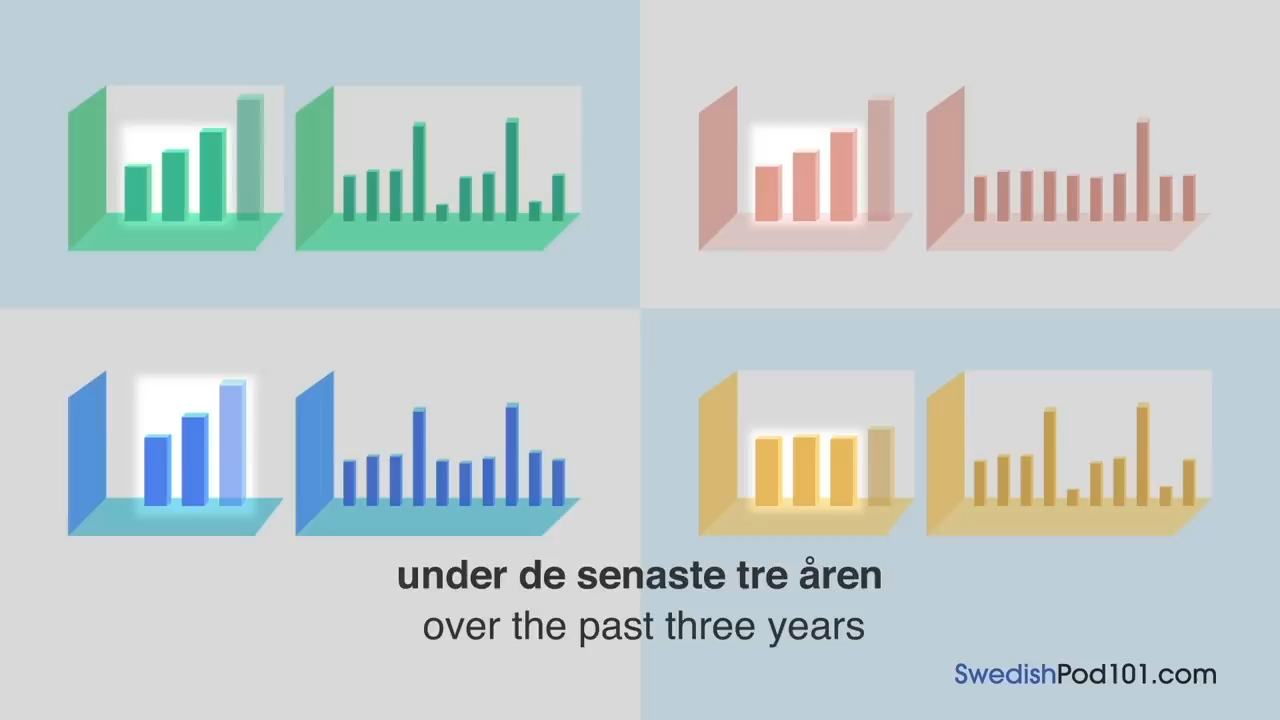 under de senaste tre åren
over the past three years
SwedishPod101.com